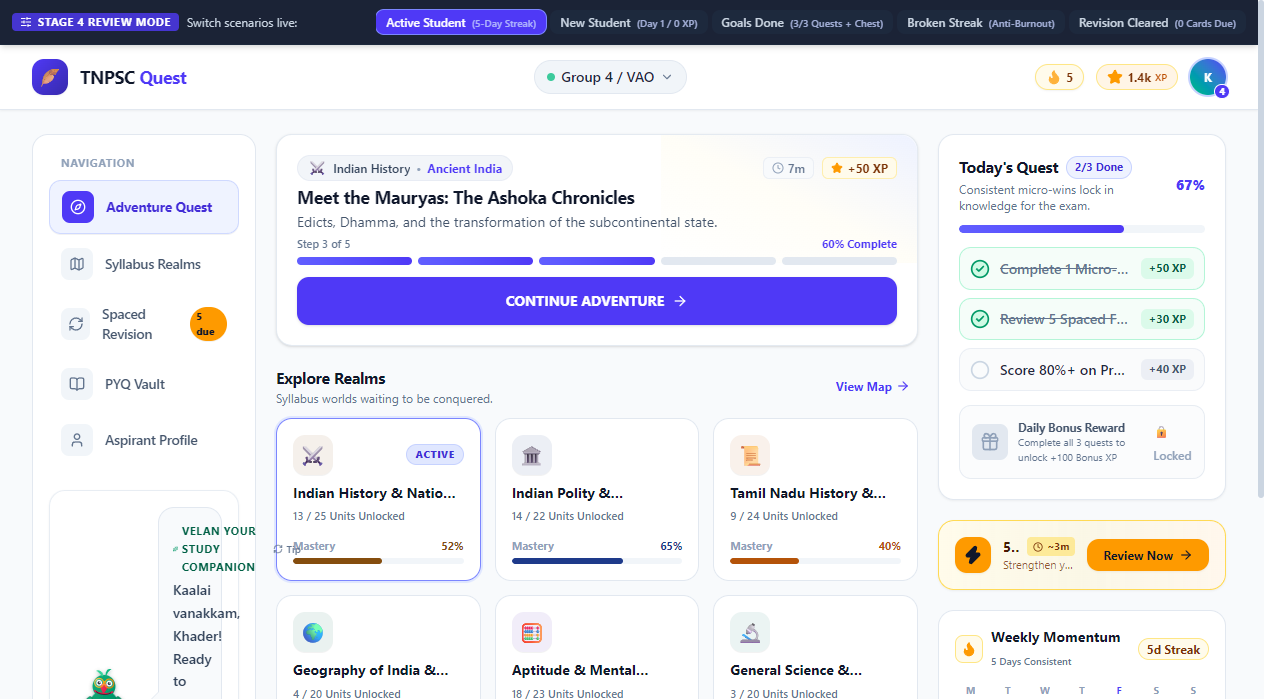 STAGE 4 REVIEW MODE Switch scenarios live: Active Student (5-Day Streak) New Student (Day 1 / 0 XP) Goals Done (3/3 Quests + Chest) Broken Streak (Anti-Burnout) Revision Cleared (0 Cards Due)
TNPSC Quest
Group 4 / VAO
5
1.4k XP
K
4
NAVIGATION
Adventure Quest
Syllabus Realms
Spaced
Revision
5
due
PYQ Vault
Aspirant Profile
VELAN YOUR
STUDY
COMPANION
Tip
Kaalai
vanakkam,
Khader!
Ready
to
Indian History • Ancient India
7m
+50 XP
Meet the Mauryas: The Ashoka Chronicles
Edicts, Dhamma, and the transformation of the subcontinental state.
Step 3 of 5 60% Complete
CONTINUE ADVENTURE →
Explore Realms
Syllabus worlds waiting to be conquered.
View Map →
ACTIVE
Indian History & Natio...
13 / 25 Units Unlocked
Mastery 52%
Indian Polity &...
14 / 22 Units Unlocked
Mastery 65%
Tamil Nadu History &...
9 / 24 Units Unlocked
Mastery 40%
Geography of India &...
4 / 20 Units Unlocked
Aptitude & Mental...
18 / 23 Units Unlocked
General Science &...
3 / 20 Units Unlocked
Today's Quest 2/3 Done
Consistent micro-wins lock in
knowledge for the exam.
67%
Complete 1 Micro-... +50 XP
Review 5 Spaced F... +30 XP
Score 80%+ on Pr... +40 XP
Daily Bonus Reward
Complete all 3 quests to
unlock +100 Bonus XP
Locked
5.. ~3m
Strengthen y...
Review Now →
Weekly Momentum
5 Days Consistent
5d Streak
M T W T F S S